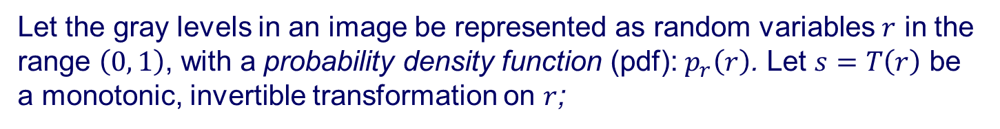 Let the gray levels in an image be represented as random variables r in the
range (0, 1), with a probability density function (pdf): pᵣ(r). Let s = T(r) be
a monotonic, invertible transformation on r;